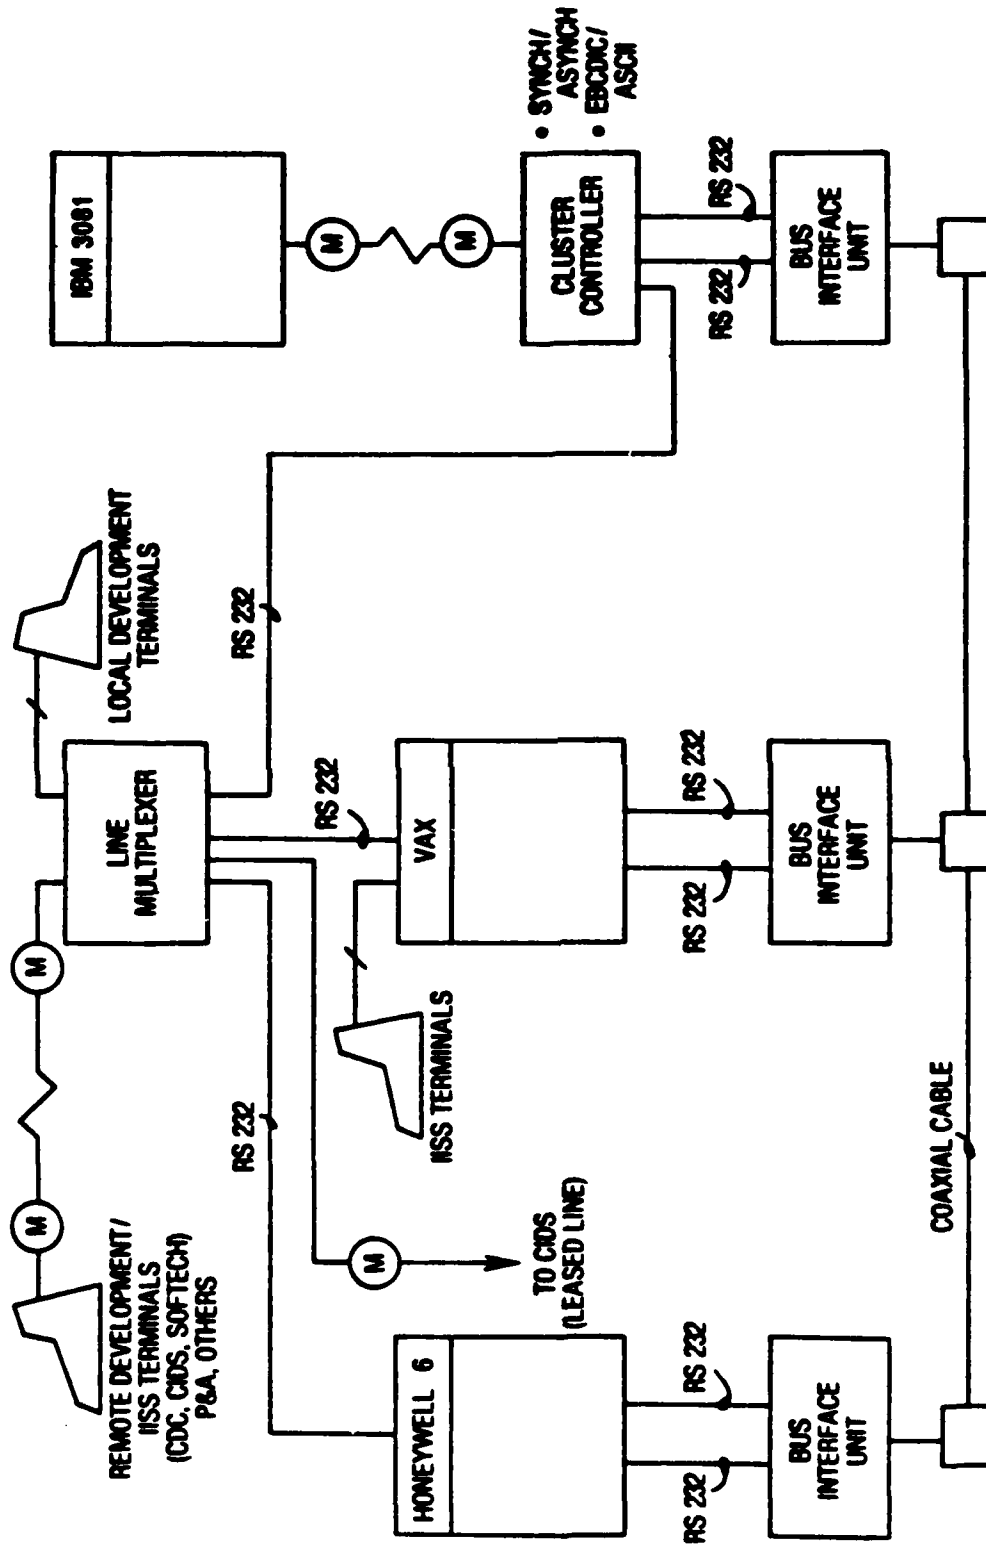 REMOTE DEVELOPMENT/
IISS TERMINALS
(CDC, CIDS, SOFTECH)
P&A, OTHERS
M
M
LINE
MULTIPLEXER
LOCAL DEVELOPMENT
TERMINALS
IBM 3081
M
M
RS 232
RS 232
RS 232
M
TO CIDS
(LEASED LINE)
IISS TERMINALS
HONEYWELL 6
VAX
CLUSTER
CONTROLLER
• SYNCH/
ASYNCH
• EBCDIC/
ASCII
RS 232
RS 232
RS 232
RS 232
RS 232
RS 232
BUS
INTERFACE
UNIT
BUS
INTERFACE
UNIT
BUS
INTERFACE
UNIT
COAXIAL CABLE